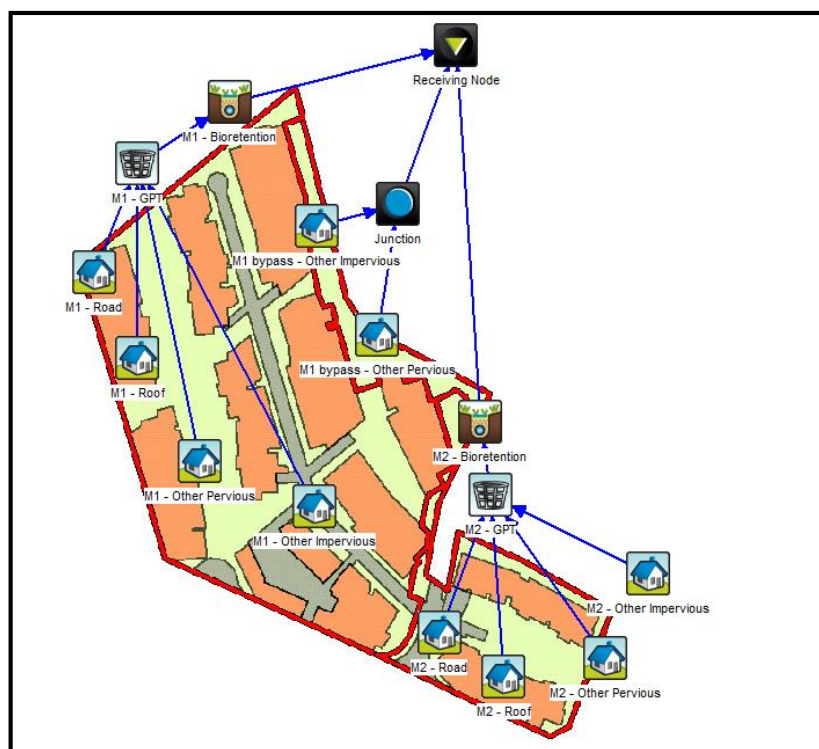 Receiving Node
M1 - Bioretention
M1 - GPT
Junction
M1 bypass - Other Impervious
M1 - Road
M1 bypass - Other Pervious
M1 - Roof
M2 - Bioretention
M1 - Other Pervious
M2 - GPT
M1 - Other Impervious
M2 - Other Impervious
M2 - Road
M2 - Other Pervious
M2 - Roof